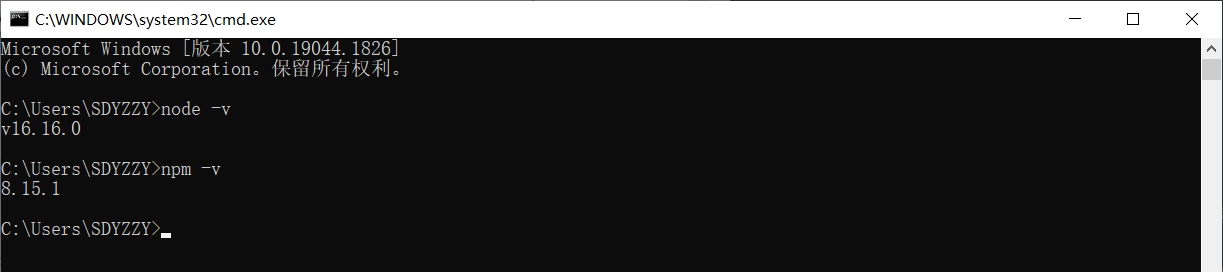 C:\WINDOWS\system32\cmd.exe
Microsoft Windows [版本 10.0.19044.1826]
(c) Microsoft Corporation。保留所有权利。
C:\Users\SDYZZY>node -v
v16.16.0
C:\Users\SDYZZY>npm -v
8.15.1
C:\Users\SDYZZY>